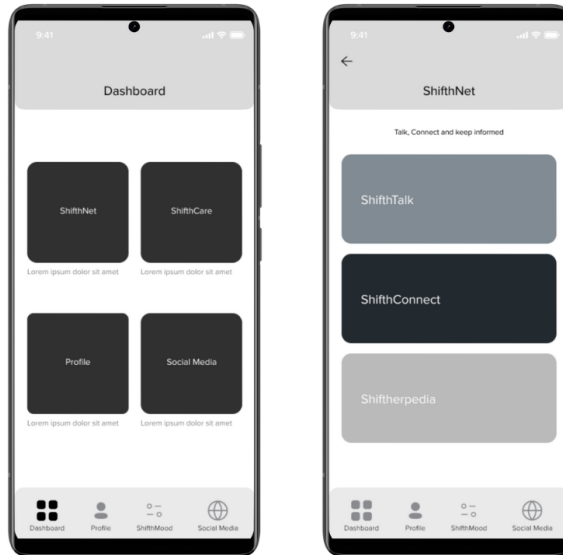 9:41
Dashboard
ShifthNet
ShifthCare
Lorem ipsum dolor sit amet
Lorem ipsum dolor sit amet
Profile
Social Media
Lorem ipsum dolor sit amet
Lorem ipsum dolor sit amet
Dashboard
Profile
ShifthMood
Social Media
9:41
ShifthNet
Talk, Connect and keep informed
ShifthTalk
ShifthConnect
Shiftherpedia
Dashboard
Profile
ShifthMood
Social Media